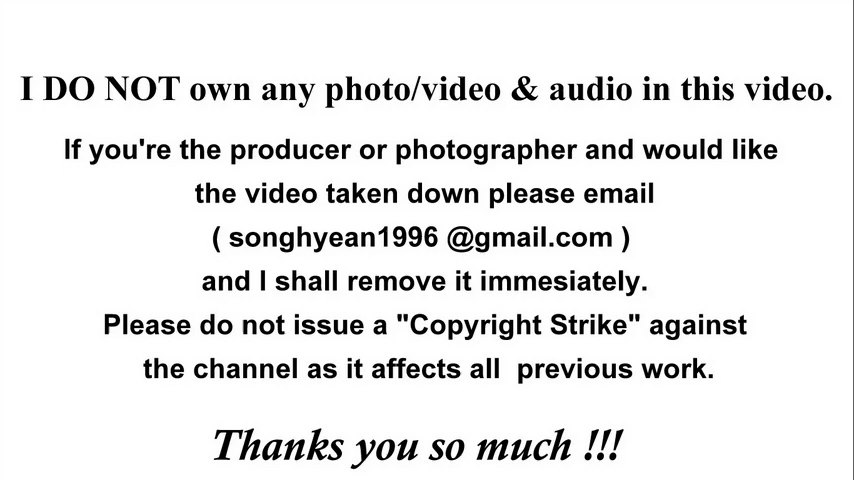 I DO NOT own any photo/video & audio in this video.
If you're the producer or photographer and would like
the video taken down please email
( songhyean1996 @gmail.com )
and I shall remove it immesiately.
Please do not issue a "Copyright Strike" against
the channel as it affects all  previous work.
Thanks you so much !!!